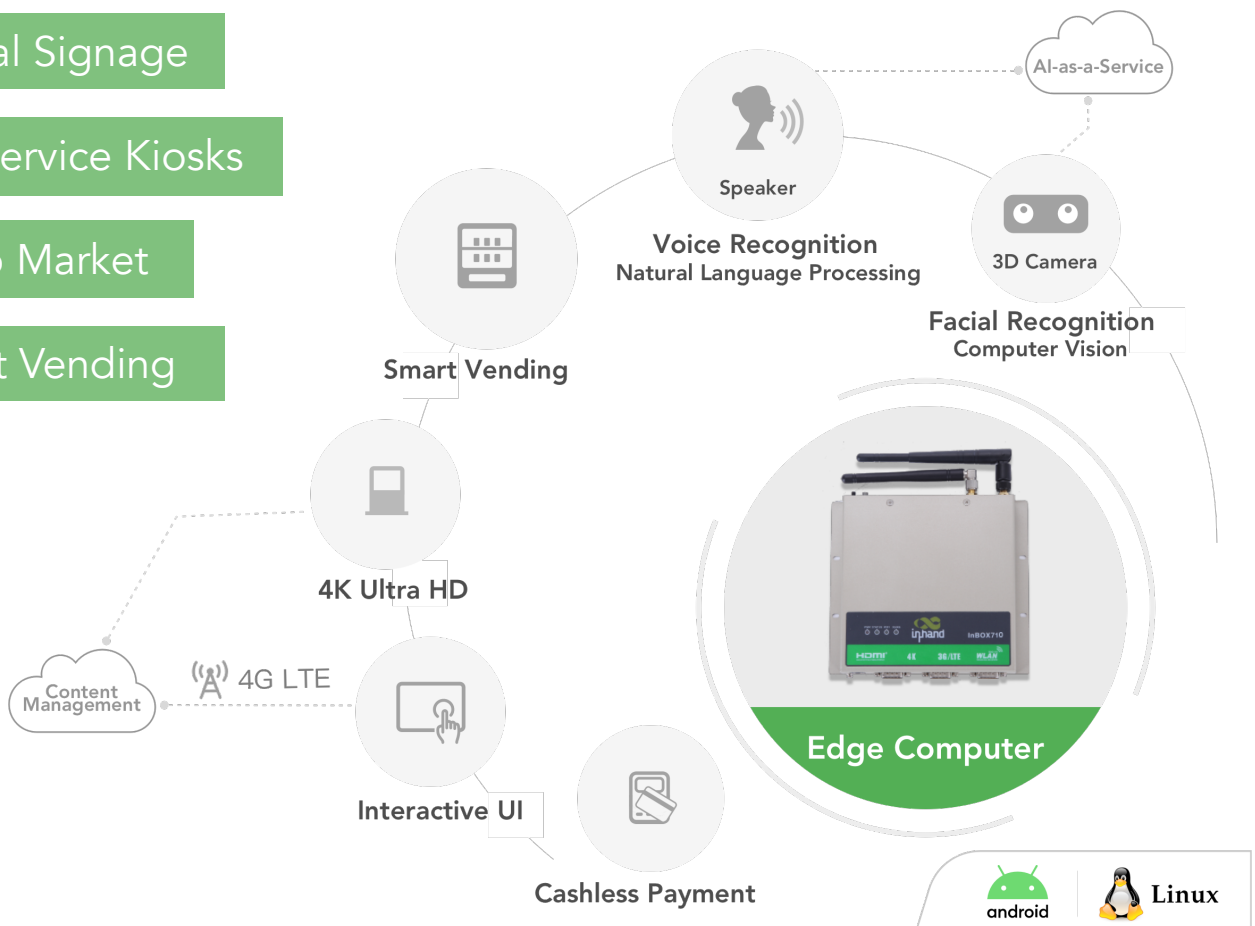 al Signage
ervice Kiosks
o Market
t Vending
AI-as-a-Service
Speaker
Voice Recognition
Natural Language Processing
3D Camera
Facial Recognition
Computer Vision
Smart Vending
4K Ultra HD
Content
Management
4G LTE
Interactive UI
Cashless Payment
inhand
InBOX710
HDMI 4K 3G/LTE WLAN
Edge Computer
android
Linux